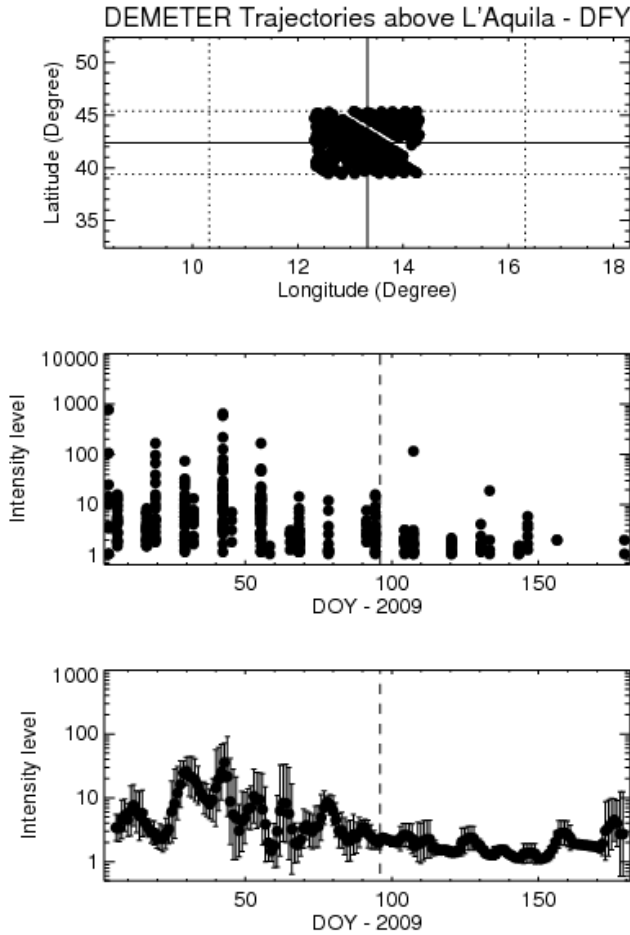 DEMETER Trajectories above L'Aquila - DFY
Latitude (Degree)
50
45
40
35
10 12 14 16 18
Longitude (Degree)
Intensity level
10000
1000
100
10
1
50 100 150
DOY - 2009
Intensity level
1000
100
10
1
50 100 150
DOY - 2009